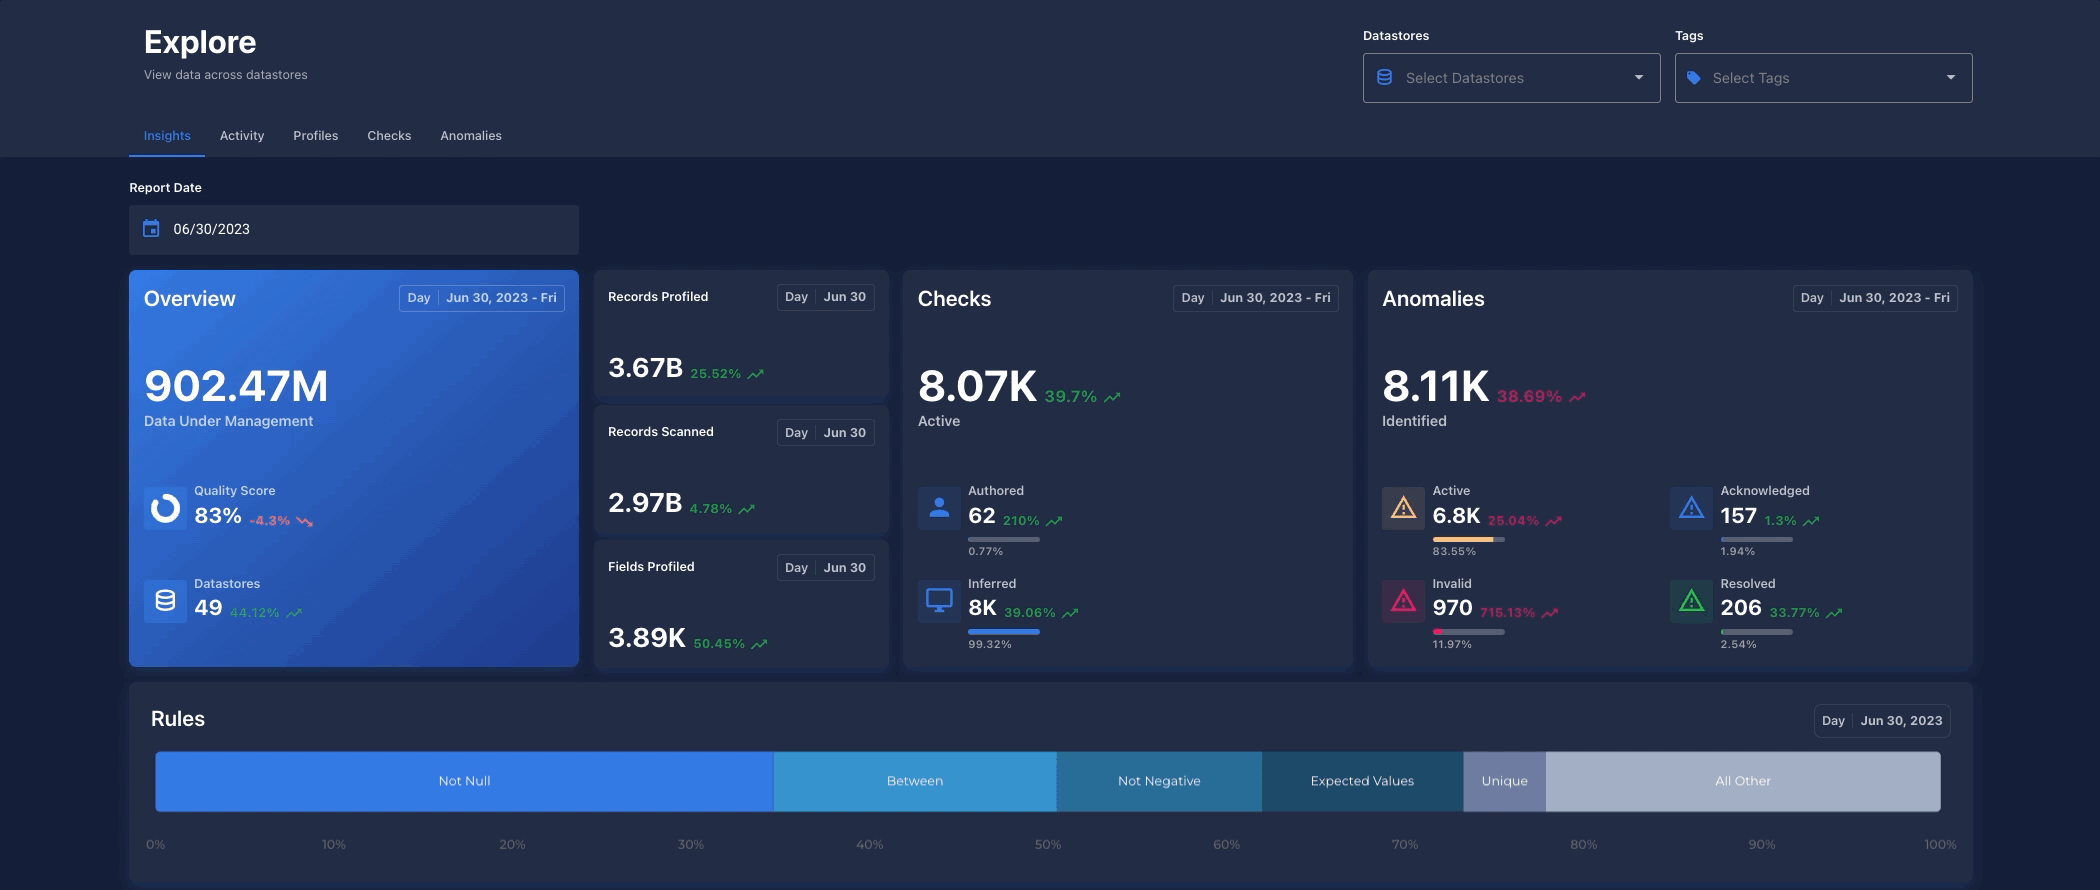 Explore
View data across datastores
Datastores
Select Datastores
Tags
Select Tags
Insights Activity Profiles Checks Anomalies
Report Date
06/30/2023
Overview
Day Jun 30, 2023 - Fri
902.47M
Data Under Management
Quality Score
83% -4.3%
Datastores
49 44.12%
Records Profiled
Day Jun 30
3.67B 25.52%
Records Scanned
Day Jun 30
2.97B 4.78%
Fields Profiled
Day Jun 30
3.89K 50.45%
Checks
Day Jun 30, 2023 - Fri
8.07K 39.7%
Active
Authored
62 210%
0.77%
Inferred
8K 39.06%
99.32%
Anomalies
Day Jun 30, 2023 - Fri
8.11K 38.69%
Identified
Active
6.8K 25.04%
83.55%
Acknowledged
157 1.3%
1.94%
Invalid
970 715.13%
11.97%
Resolved
206 33.77%
2.54%
Rules
Day Jun 30, 2023
Not Null Between Not Negative Expected Values Unique All Other
0% 10% 20% 30% 40% 50% 60% 70% 80% 90% 100%